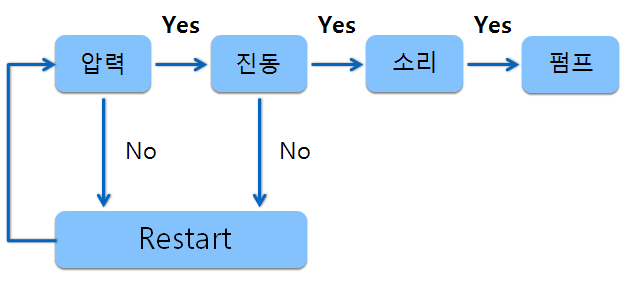 Yes
Yes
Yes
압력
진동
소리
펌프
No
No
Restart